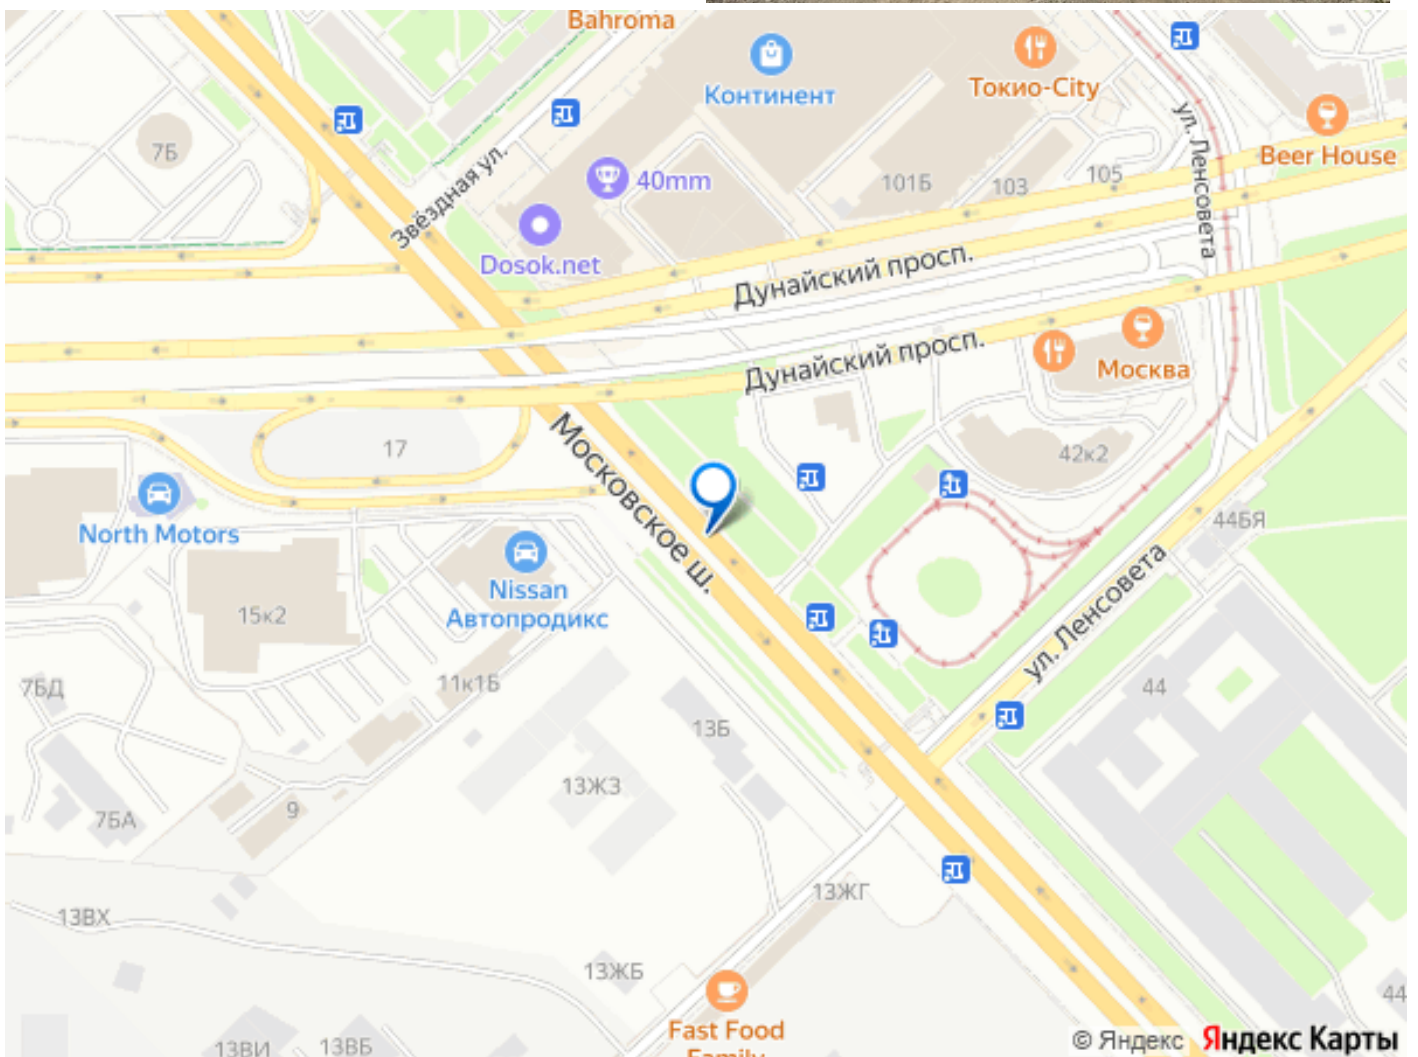 Bahroma
Континент
Токио-City
Beer House
7Б
Звёздная ул.
40mm
101Б
103
105
ул. Ленсовета
Dosok.net
Дунайский просп.
Дунайский просп.
Москва
Московское ш.
17
42к2
North Motors
44БЯ
Nissan
Автопродикс
15к2
ул. Ленсовета
7БД
11к1Б
44
13Б
13ЖЗ
9
7БА
13ЖГ
13ВХ
13ЖБ
44
Fast Food
Family
13ВИ
13ВБ
© Яндекс Яндекс Карты